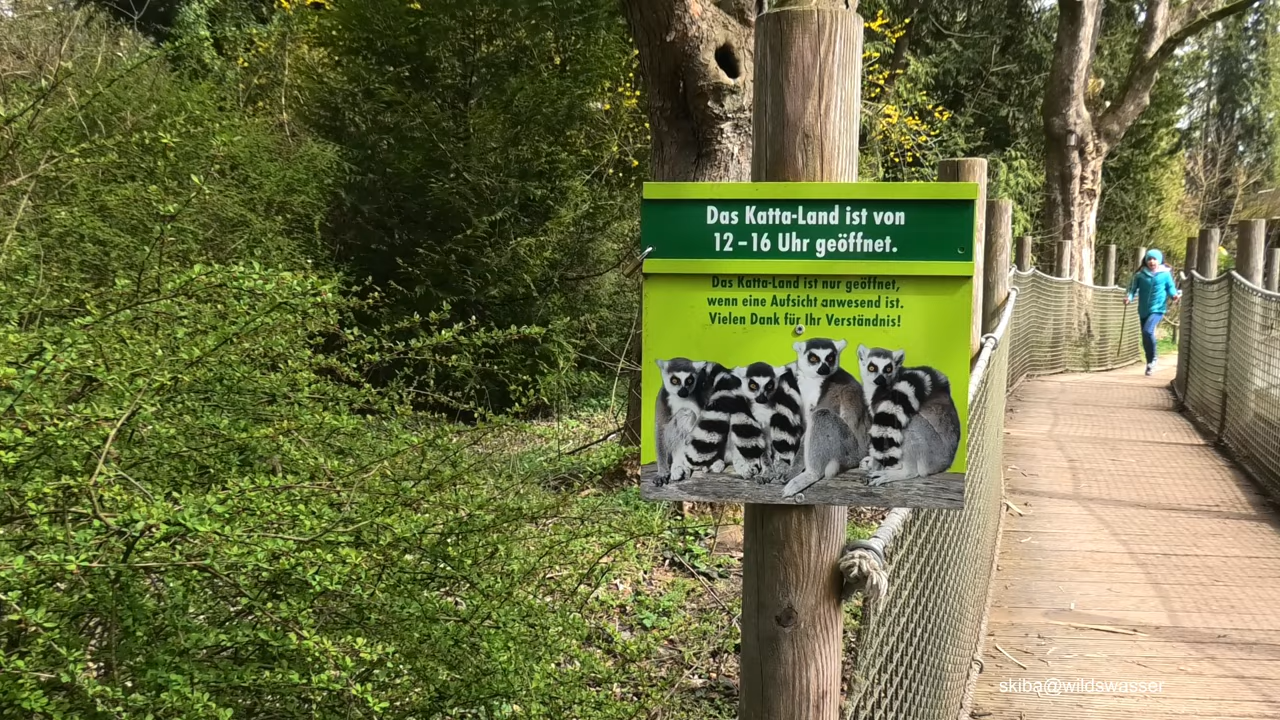 Das Katta-Land ist von
12–16 Uhr geöffnet.
Das Katta-Land ist nur geöffnet,
wenn eine Aufsicht anwesend ist.
Vielen Dank für Ihr Verständnis!
skiba@wildswasser